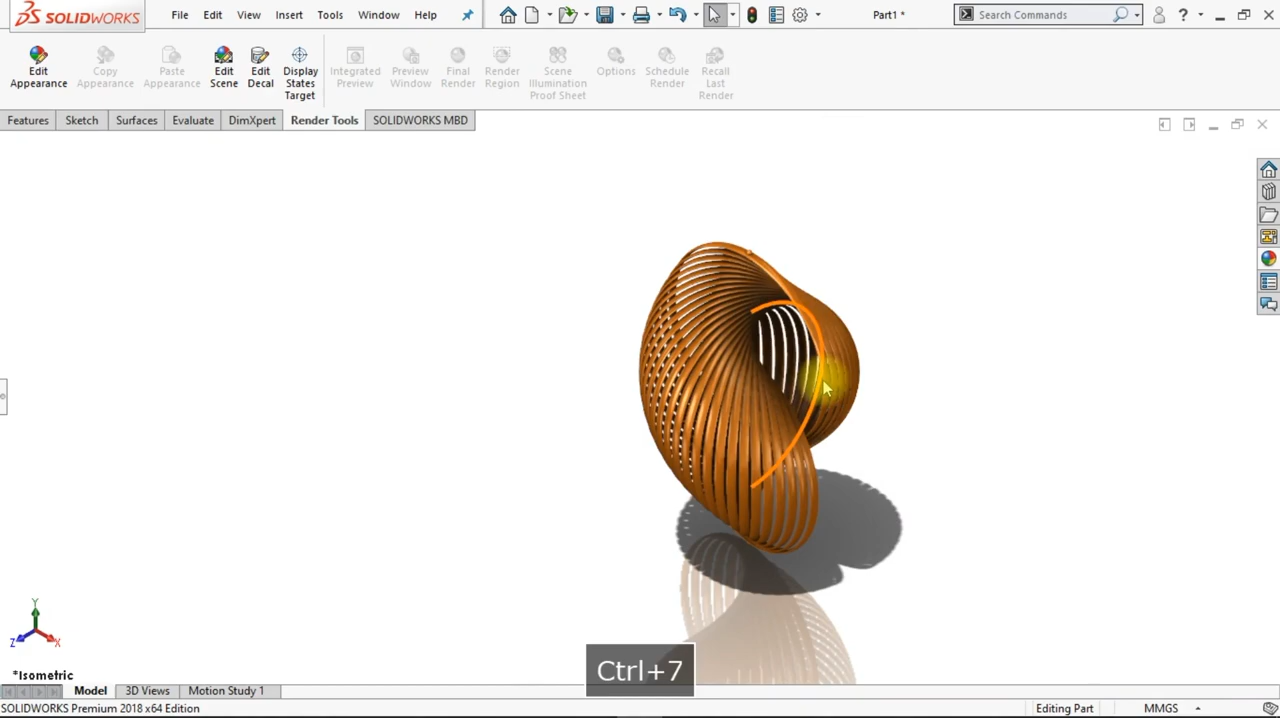 SOLIDWORKS File Edit View Insert Tools Window Help Part1 * Search Commands ?
Edit Appearance Copy Appearance Paste Appearance Edit Scene Edit Decal Display States Target Integrated Preview Preview Window Final Render Render Region Scene Illumination Proof Sheet Options Schedule Render Recall Last Render
Features Sketch Surfaces Evaluate DimXpert Render Tools SOLIDWORKS MBD
Y
Z X
Ctrl+7
*Isometric
Model 3D Views Motion Study 1
SOLIDWORKS Premium 2018 x64 Edition Editing Part MMGS